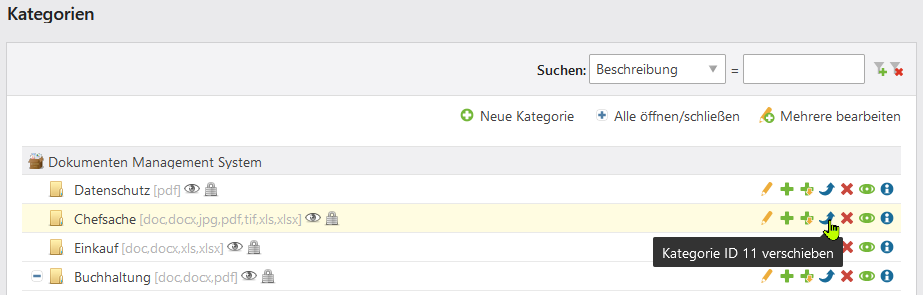 Kategorien
Suchen: Beschreibung =
Neue Kategorie Alle öffnen/schließen Mehrere bearbeiten
Dokumenten Management System
Datenschutz [pdf]
Chefsache [doc,docx,jpg,pdf,tif,xls,xlsx]
Einkauf [doc,docx,xls,xlsx]
Kategorie ID 11 verschieben
Buchhaltung [doc,docx,pdf]